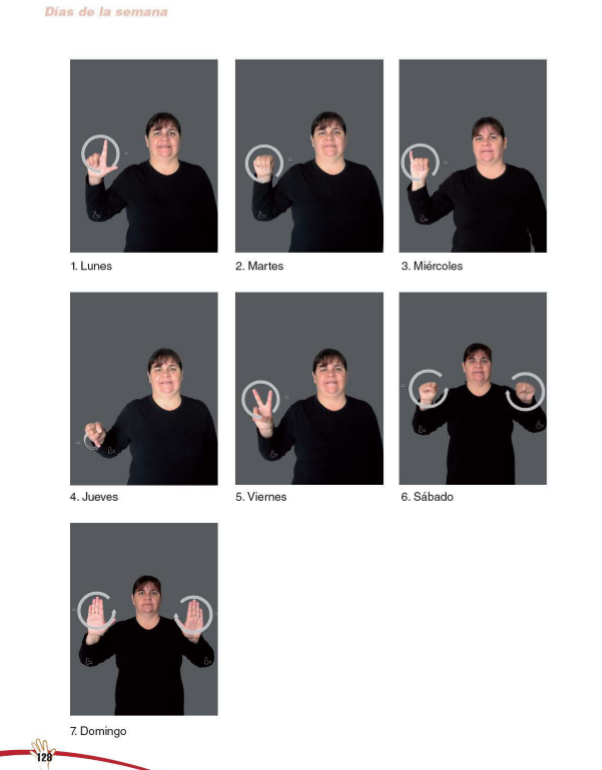 Días de la semana
1. Lunes
2. Martes
3. Miércoles
4. Jueves
5. Viernes
6. Sábado
7. Domingo
128